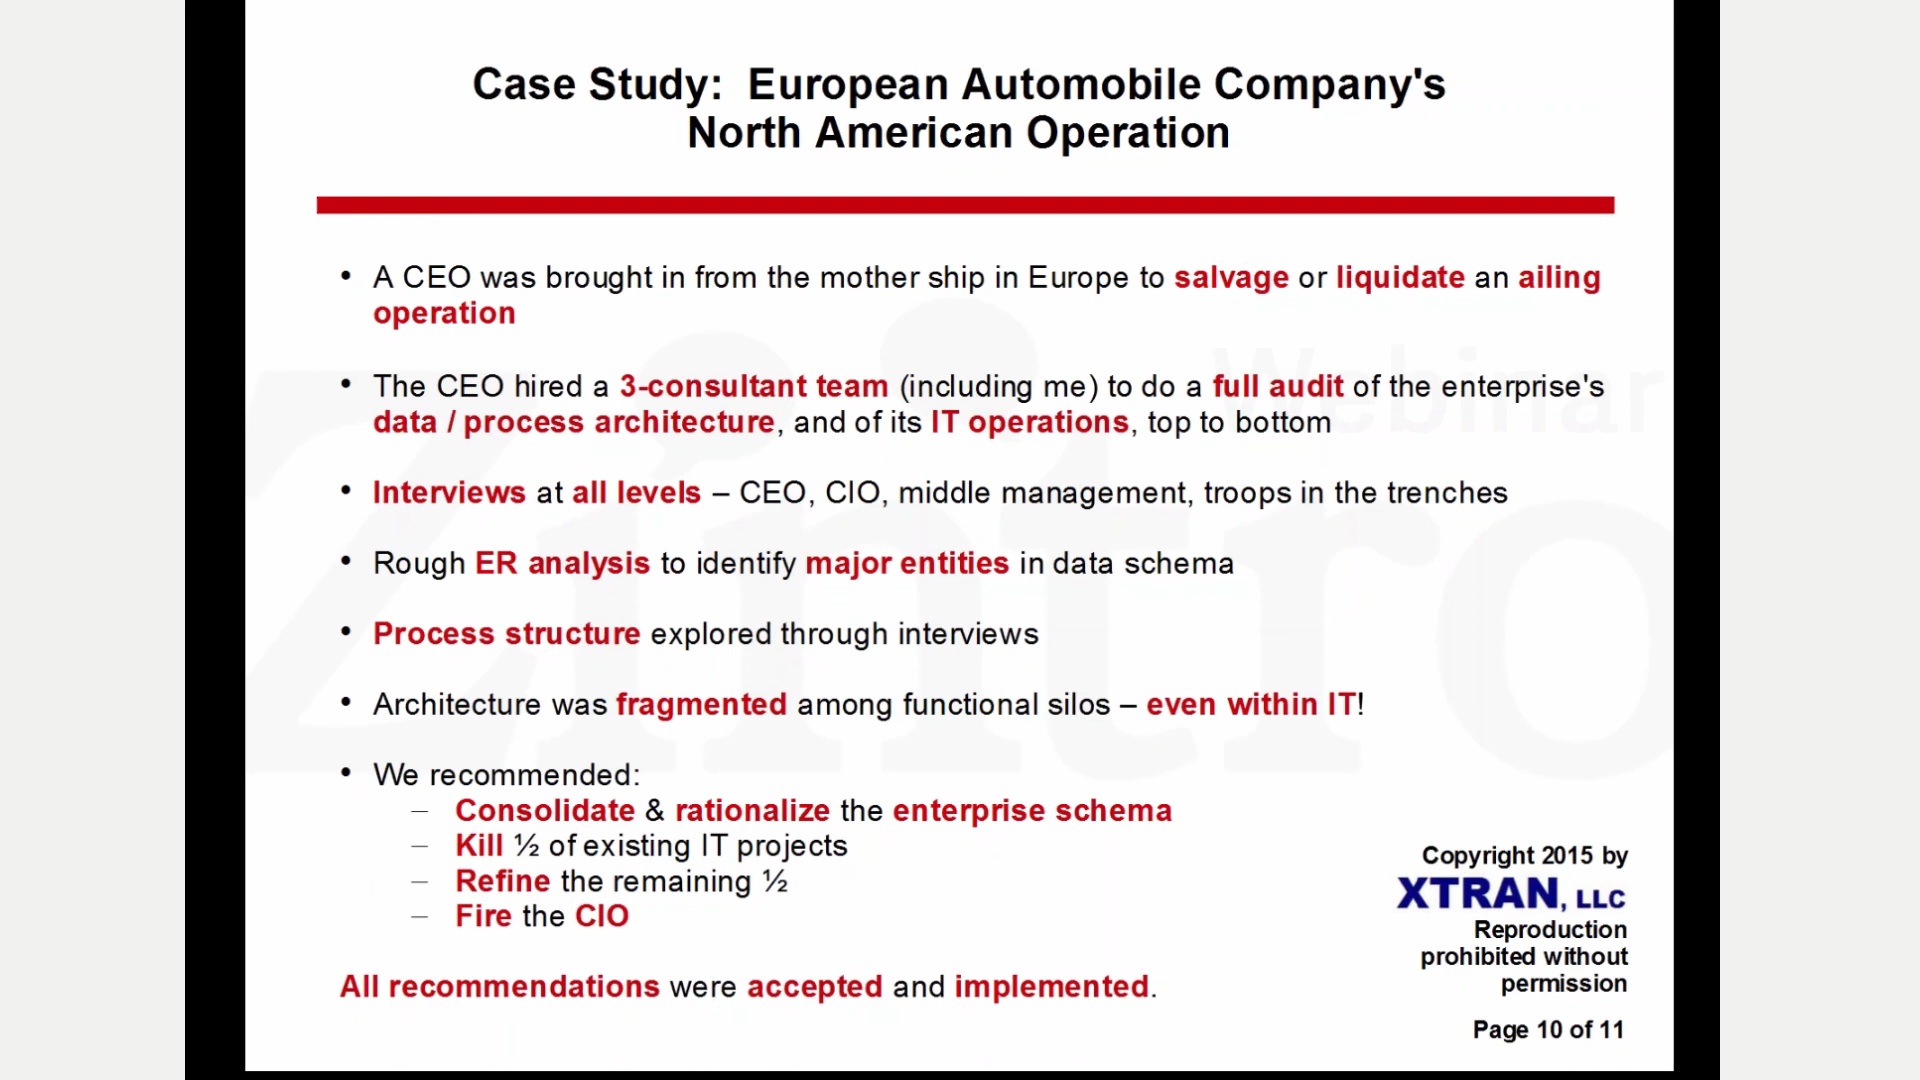 Case Study:  European Automobile Company's
North American Operation
• A CEO was brought in from the mother ship in Europe to salvage or liquidate an ailing
operation
• The CEO hired a 3-consultant team (including me) to do a full audit of the enterprise's
data / process architecture, and of its IT operations, top to bottom
• Interviews at all levels – CEO, CIO, middle management, troops in the trenches
• Rough ER analysis to identify major entities in data schema
• Process structure explored through interviews
• Architecture was fragmented among functional silos – even within IT!
• We recommended:
– Consolidate & rationalize the enterprise schema
– Kill ½ of existing IT projects
– Refine the remaining ½
– Fire the CIO
All recommendations were accepted and implemented.
Copyright 2015 by
XTRAN, LLC
Reproduction
prohibited without
permission
Page 10 of 11
Zintro
Webinar